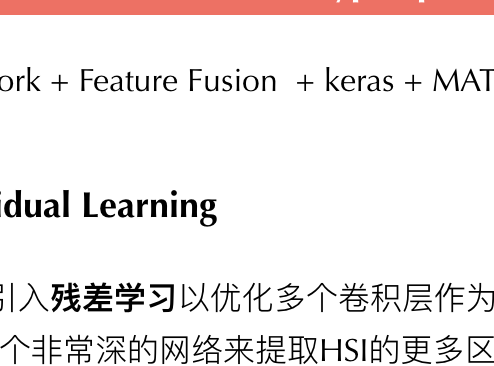 ork + Feature Fusion + keras + MAT
idual Learning
引入残差学习以优化多个卷积层作为
个非常深的网络来提取HSI的更多区